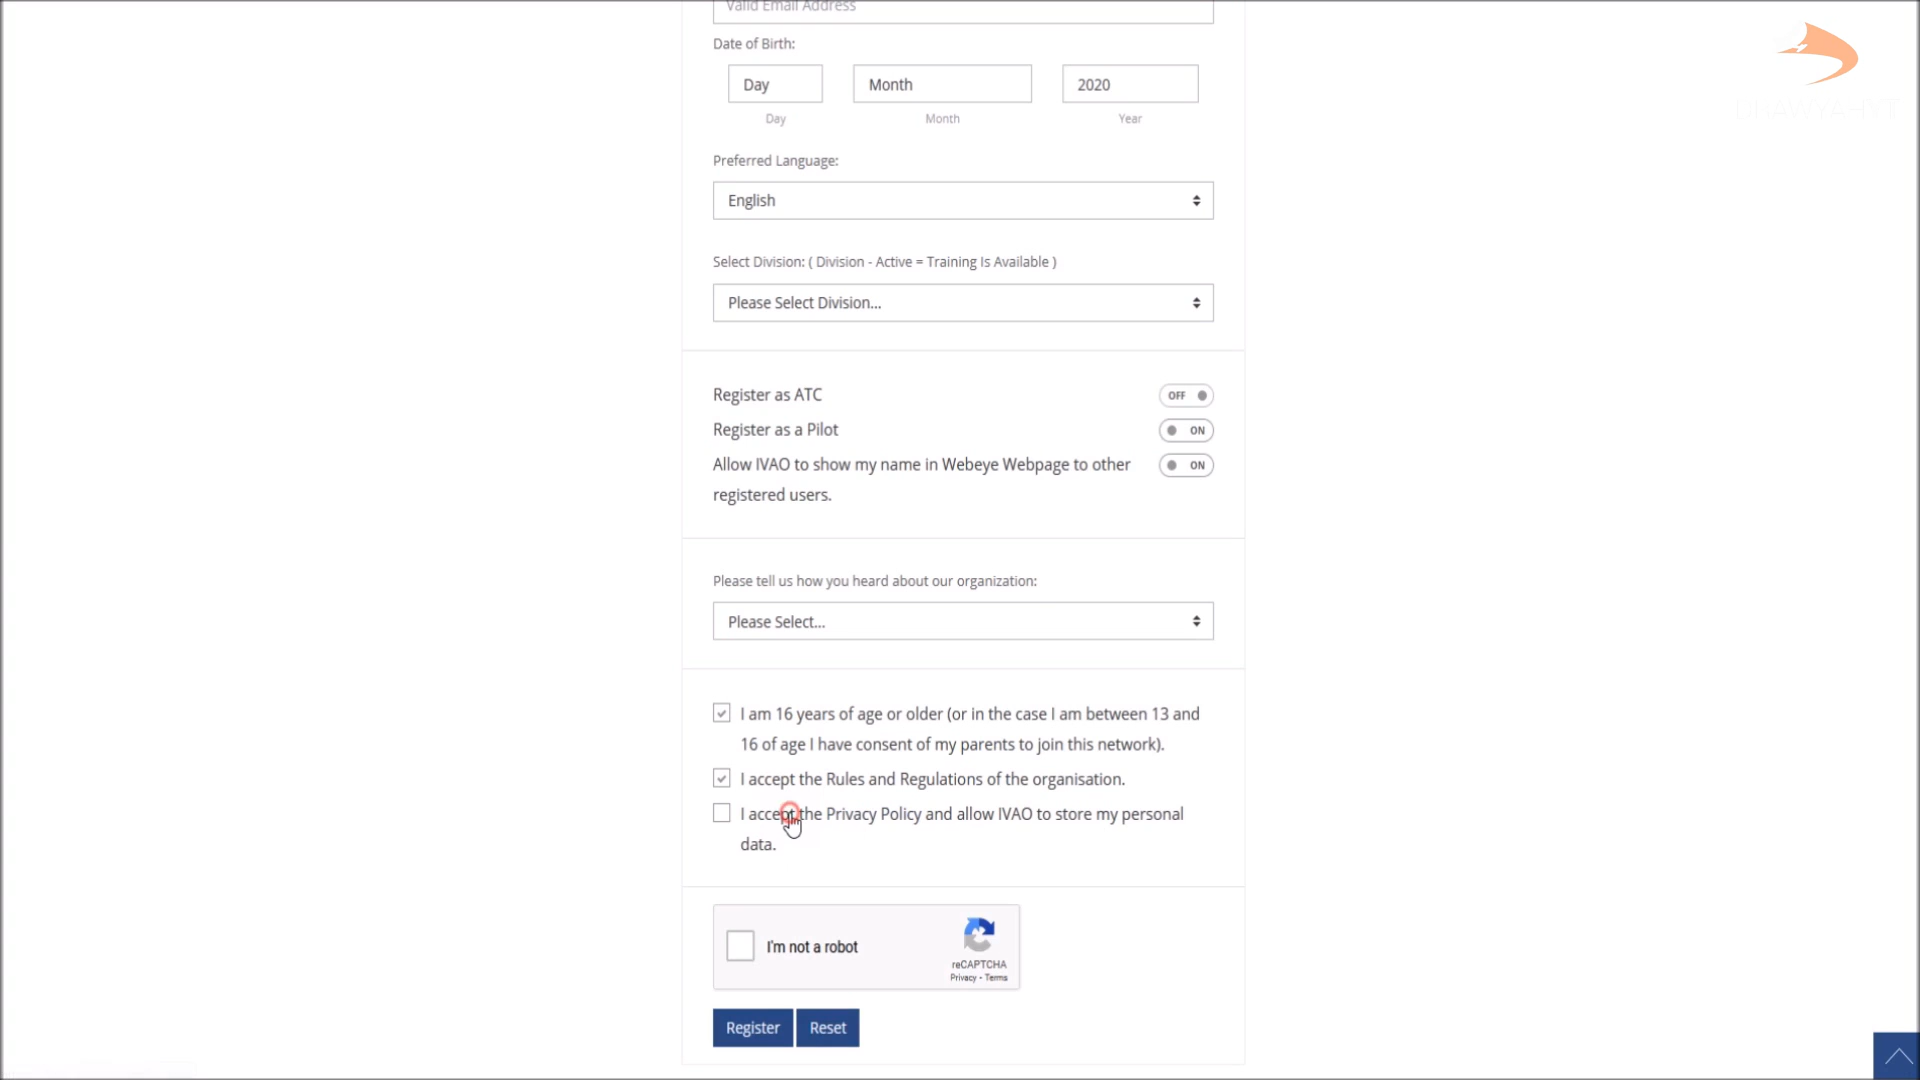 Valid Email Address
Date of Birth:
Day
Month
2020
Day
Month
Year
Preferred Language:
English
Select Division: ( Division - Active = Training Is Available )
Please Select Division...
Register as ATC
OFF
Register as a Pilot
ON
Allow IVAO to show my name in Webeye Webpage to other
ON
registered users.
Please tell us how you heard about our organization:
Please Select...
I am 16 years of age or older (or in the case I am between 13 and
16 of age I have consent of my parents to join this network).
I accept the Rules and Regulations of the organisation.
I accept the Privacy Policy and allow IVAO to store my personal
data.
I'm not a robot
reCAPTCHA
Privacy - Terms
Register
Reset